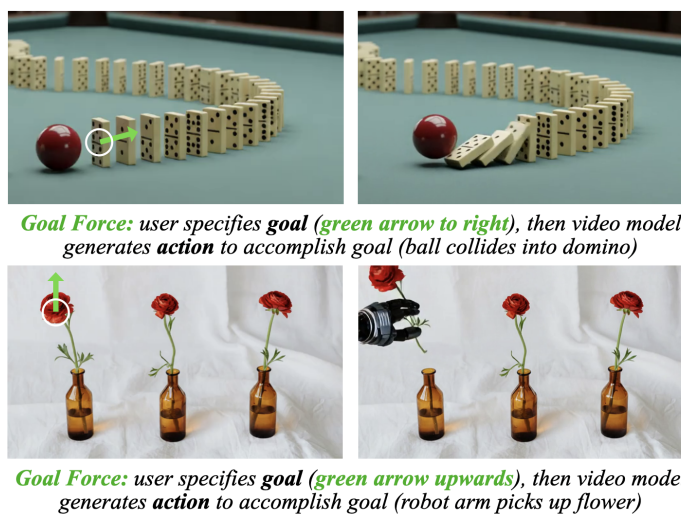 Goal Force: user specifies goal (green arrow to right), then video model
generates action to accomplish goal (ball collides into domino)
Goal Force: user specifies goal (green arrow upwards), then video mode
generates action to accomplish goal (robot arm picks up flower)